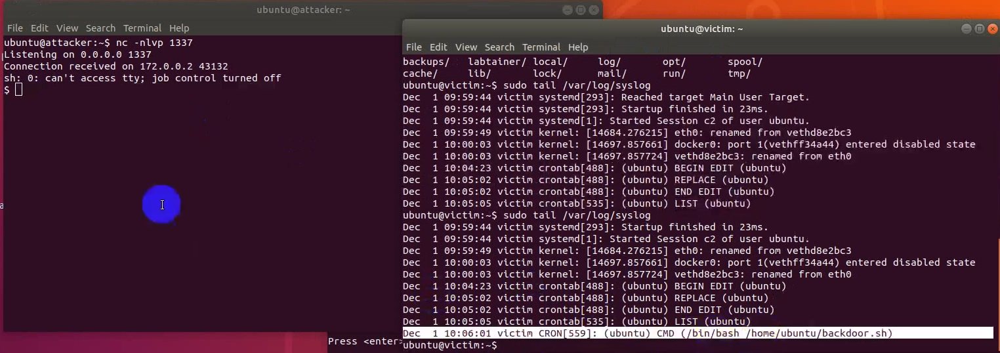 ubuntu@attacker: ~
File Edit View Search Terminal Help
ubuntu@attacker:~$ nc -nlvp 1337
Listening on 0.0.0.0 1337
Connection received on 172.0.0.2 43132
sh: 0: can't access tty; job control turned off
$
ubuntu@victim: ~
File Edit View Search Terminal Help
backups/ labtainer/ local/ log/ opt/ spool/
cache/ lib/ lock/ mail/ run/ tmp/
ubuntu@victim:~$ sudo tail /var/log/syslog
Dec  1 09:59:44 victim systemd[293]: Reached target Main User Target.
Dec  1 09:59:44 victim systemd[293]: Startup finished in 23ms.
Dec  1 09:59:44 victim systemd[1]: Started Session c2 of user ubuntu.
Dec  1 09:59:49 victim kernel: [14684.276215] eth0: renamed from vethd8e2bc3
Dec  1 10:00:03 victim kernel: [14697.857661] docker0: port 1(vethff34a44) entered disabled state
Dec  1 10:00:03 victim kernel: [14697.857724] vethd8e2bc3: renamed from eth0
Dec  1 10:04:23 victim crontab[488]: (ubuntu) BEGIN EDIT (ubuntu)
Dec  1 10:05:02 victim crontab[488]: (ubuntu) REPLACE (ubuntu)
Dec  1 10:05:02 victim crontab[488]: (ubuntu) END EDIT (ubuntu)
Dec  1 10:05:05 victim crontab[535]: (ubuntu) LIST (ubuntu)
ubuntu@victim:~$ sudo tail /var/log/syslog
Dec  1 09:59:44 victim systemd[293]: Startup finished in 23ms.
Dec  1 09:59:44 victim systemd[1]: Started Session c2 of user ubuntu.
Dec  1 09:59:49 victim kernel: [14684.276215] eth0: renamed from vethd8e2bc3
Dec  1 10:00:03 victim kernel: [14697.857661] docker0: port 1(vethff34a44) entered disabled state
Dec  1 10:00:03 victim kernel: [14697.857724] vethd8e2bc3: renamed from eth0
Dec  1 10:04:23 victim crontab[488]: (ubuntu) BEGIN EDIT (ubuntu)
Dec  1 10:05:02 victim crontab[488]: (ubuntu) REPLACE (ubuntu)
Dec  1 10:05:02 victim crontab[488]: (ubuntu) END EDIT (ubuntu)
Dec  1 10:05:05 victim crontab[535]: (ubuntu) LIST (ubuntu)
Dec  1 10:06:01 victim CRON[559]: (ubuntu) CMD (/bin/bash /home/ubuntu/backdoor.sh)
ubuntu@victim:~$
Press <enter>